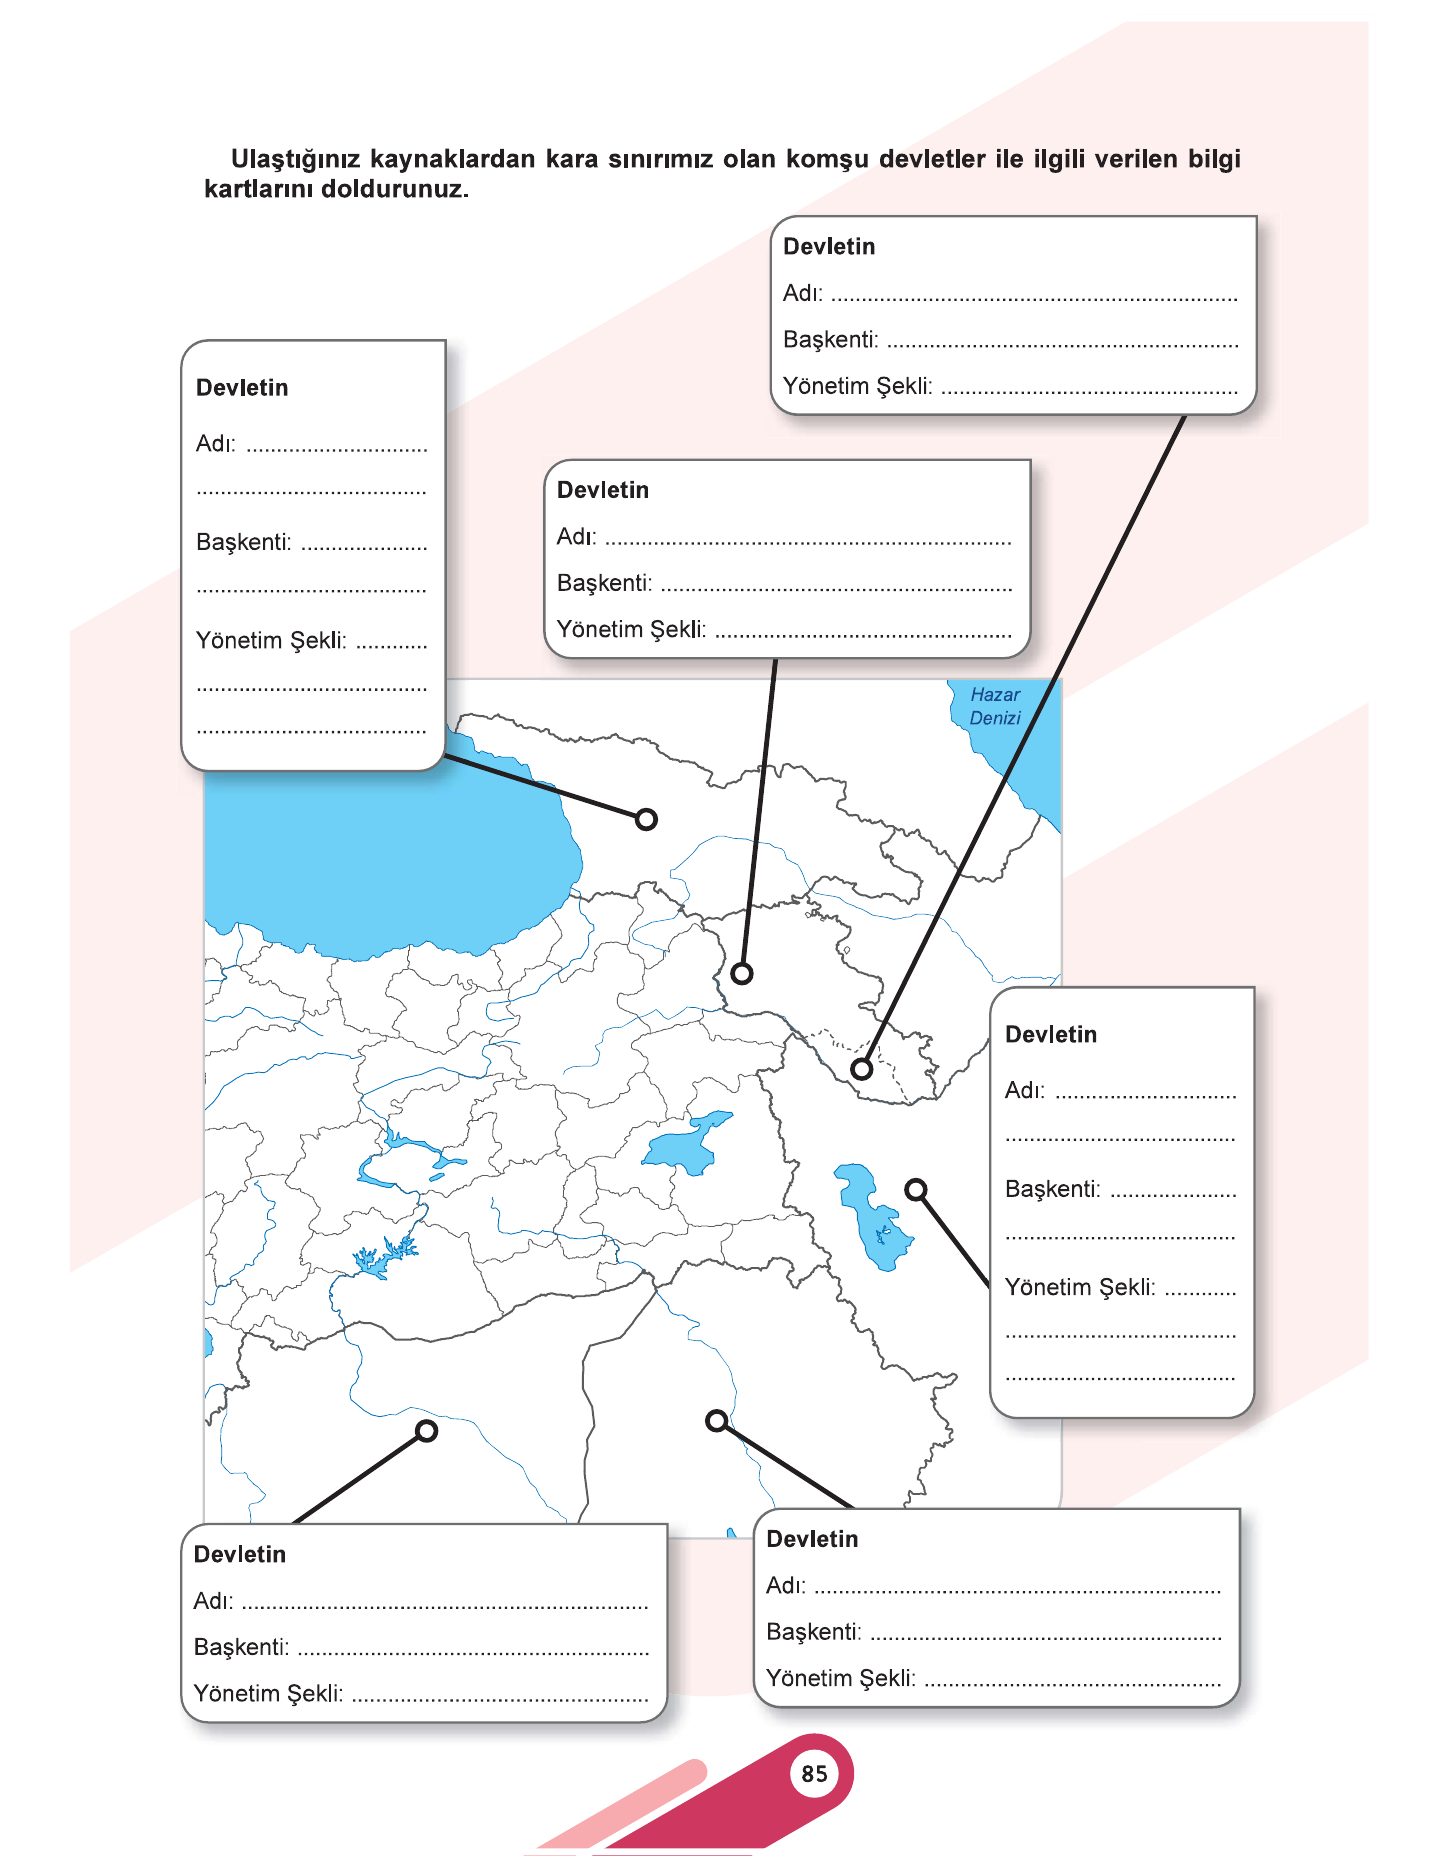 Ulaştığınız kaynaklardan kara sınırımız olan komşu devletler ile ilgili verilen bilgi
kartlarını doldurunuz.
Devletin
Adı: ....................................................................
Başkenti: ..........................................................
Yönetim Şekli: .................................................
Devletin
Adı: ..............................
......................................
Başkenti: .....................
......................................
Yönetim Şekli: ............
......................................
......................................
Devletin
Adı: ....................................................................
Başkenti: ..........................................................
Yönetim Şekli: .................................................
Hazar
Denizi
Devletin
Adı: ..............................
......................................
Başkenti: .....................
......................................
Yönetim Şekli: ............
......................................
......................................
Devletin
Adı: ....................................................................
Başkenti: ..........................................................
Yönetim Şekli: .................................................
Devletin
Adı: ....................................................................
Başkenti: ..........................................................
Yönetim Şekli: .................................................
85